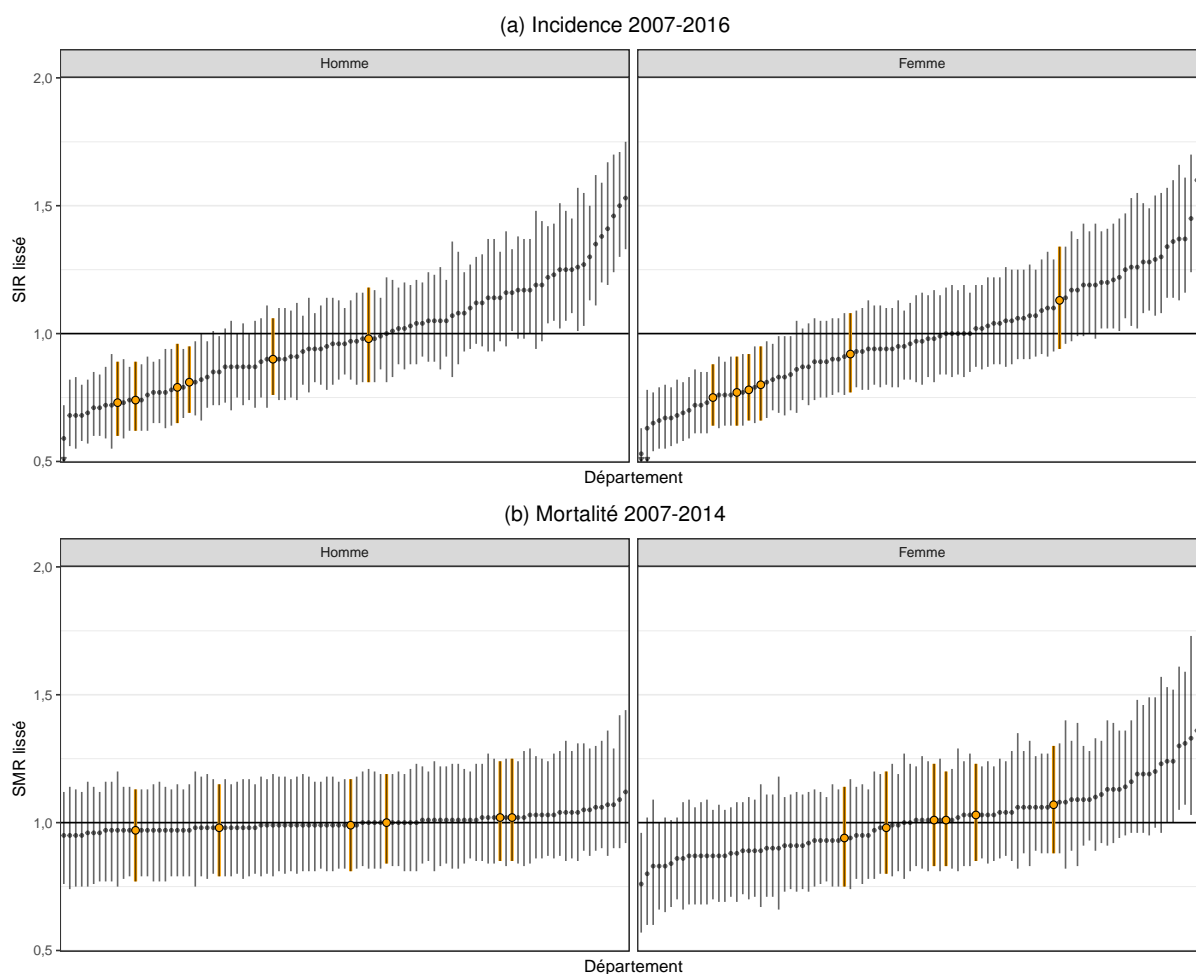 (a) Incidence 2007-2016
Homme
Femme
2,0
1,5
1,0
0,5
SIR lissé
Département
(b) Mortalité 2007-2014
Homme
Femme
2,0
1,5
1,0
0,5
SMR lissé
Département